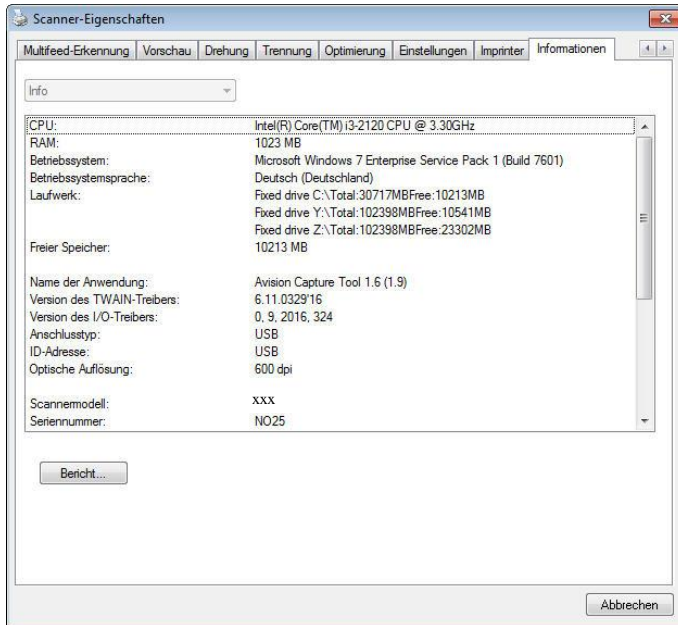 Scanner-Eigenschaften
Multifeed-Erkennung Vorschau Drehung Trennung Optimierung Einstellungen Imprinter Informationen
Info
CPU: Intel(R) Core(TM) i3-2120 CPU @ 3.30GHz
RAM: 1023 MB
Betriebssystem: Microsoft Windows 7 Enterprise Service Pack 1 (Build 7601)
Betriebssystemsprache: Deutsch (Deutschland)
Laufwerk: Fixed drive C:\Total:30717MBFree:10213MB
Fixed drive Y:\Total:102398MBFree:10541MB
Fixed drive Z:\Total:102398MBFree:23302MB
Freier Speicher: 10213 MB
Name der Anwendung: Avision Capture Tool 1.6 (1.9)
Version des TWAIN-Treibers: 6.11.0329'16
Version des I/O-Treibers: 0, 9, 2016, 324
Anschlusstyp: USB
ID-Adresse: USB
Optische Auflösung: 600 dpi
Scannermodell: xxx
Seriennummer: NO25
Bericht...
Abbrechen